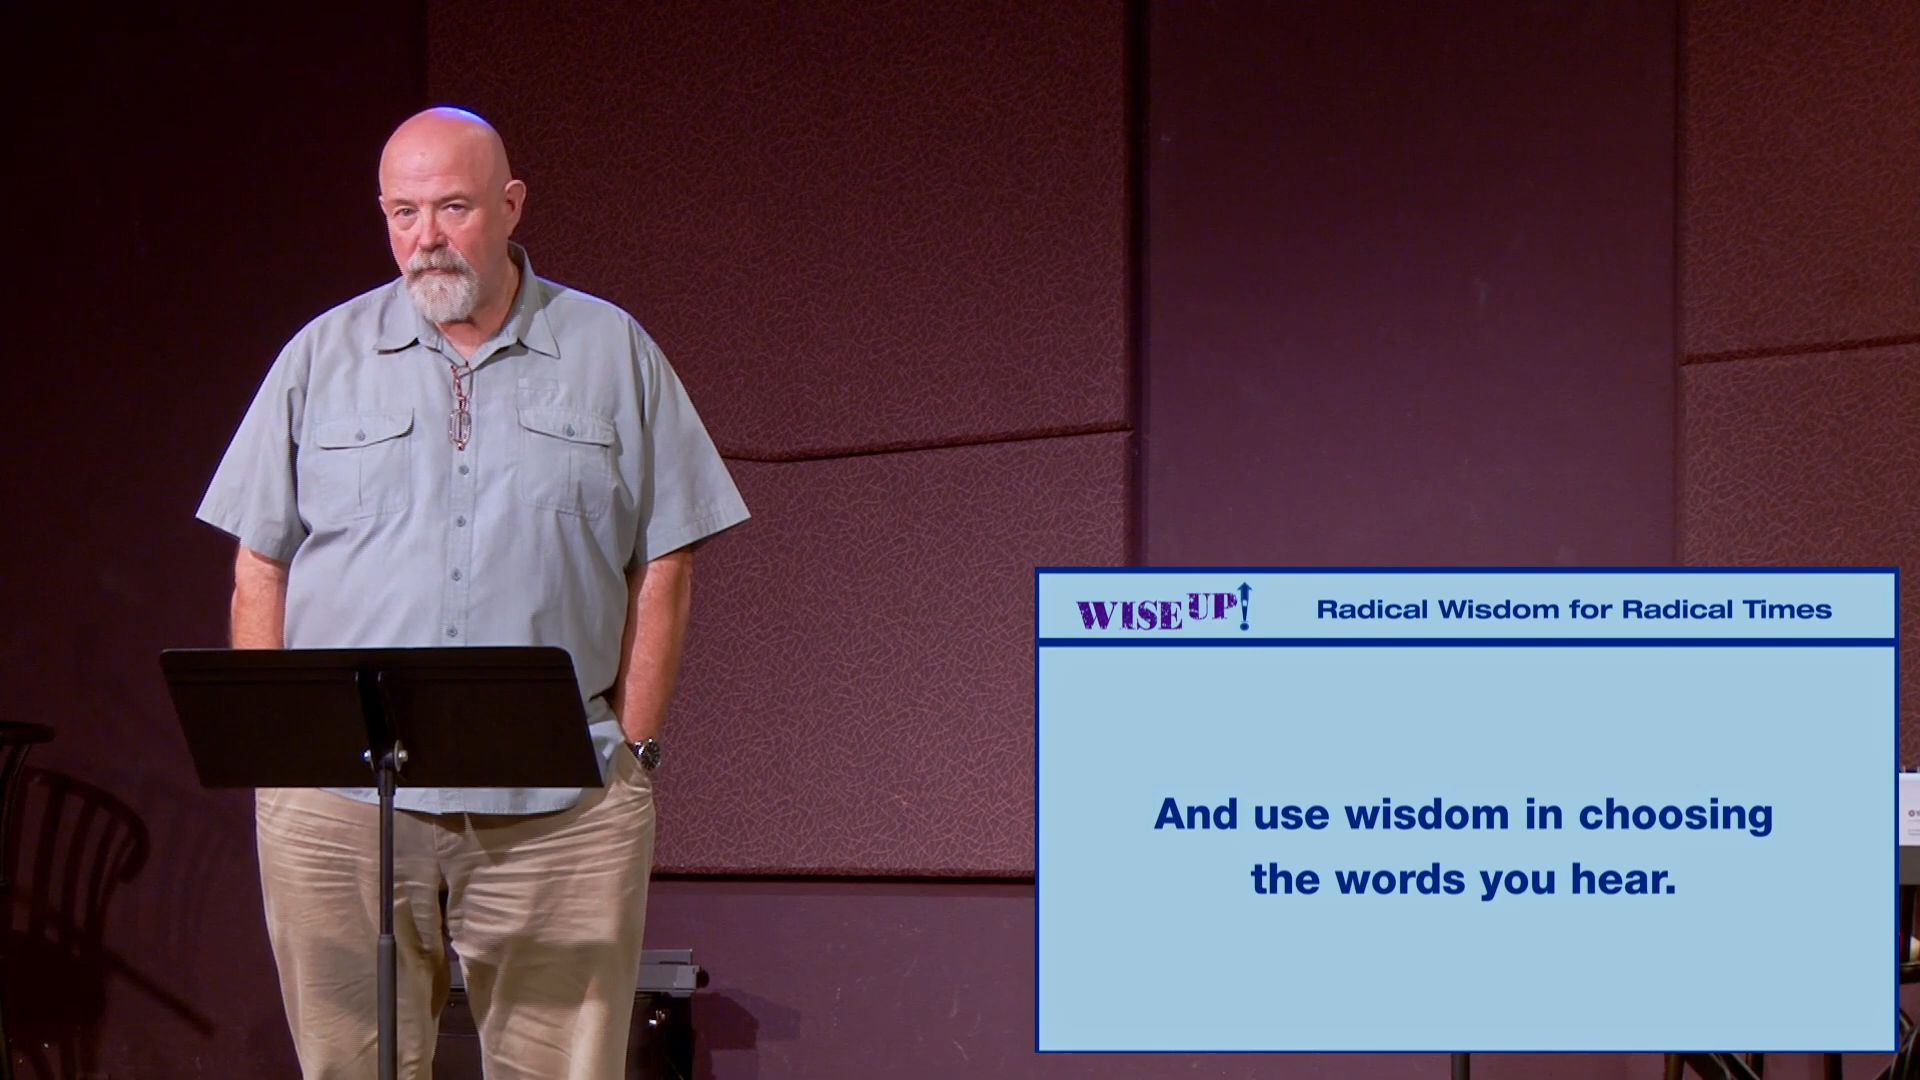 WISE UP! Radical Wisdom for Radical Times
And use wisdom in choosing
the words you hear.